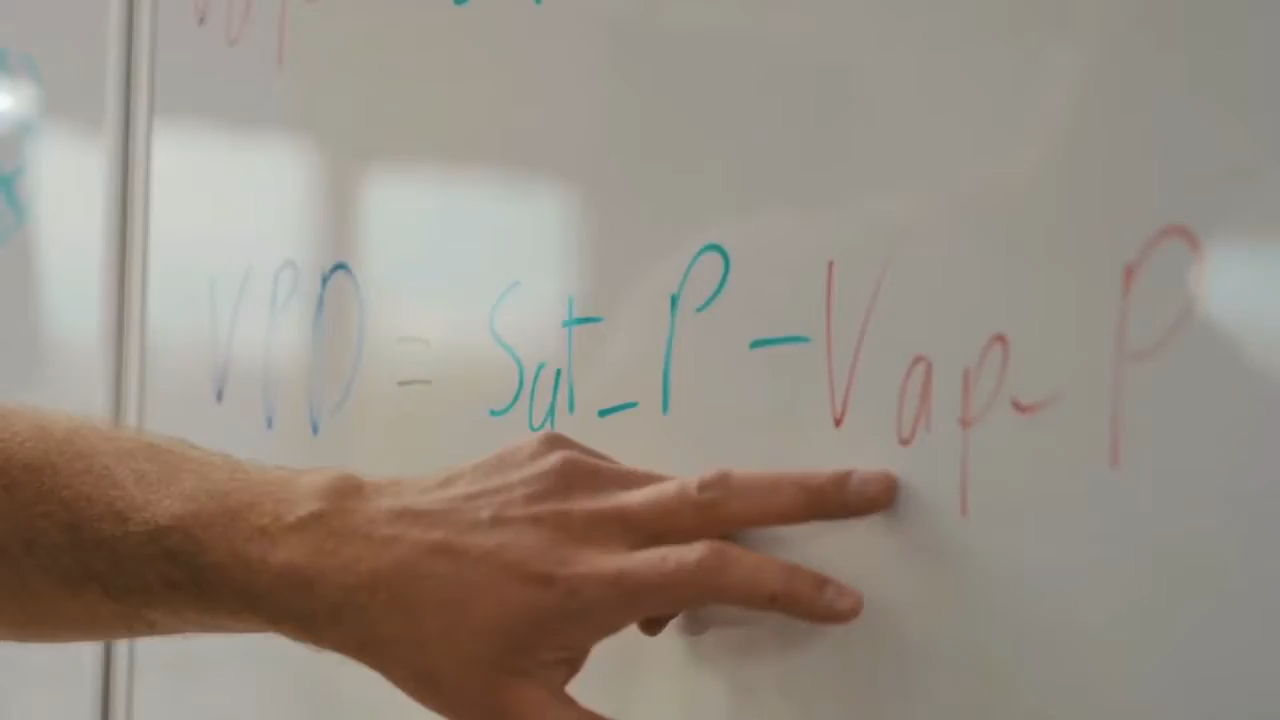 VPD = Sat_P - Vap_P